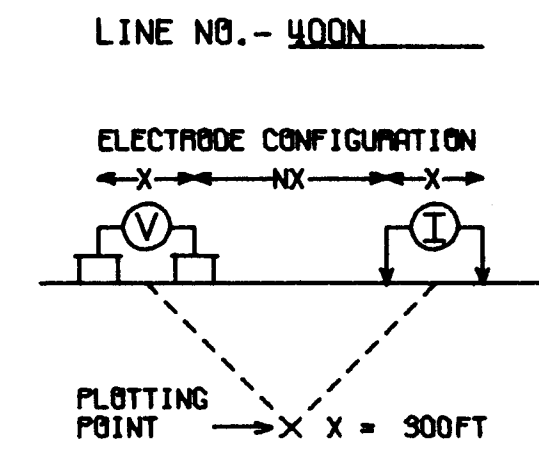 LINE NO.- 400N
ELECTRODE CONFIGURATION
X NX X
V I
PLOTTING
POINT X X = 300FT